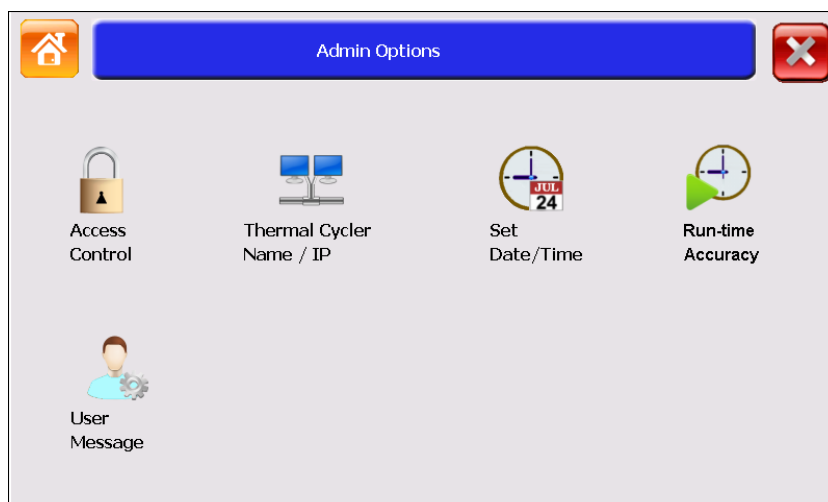 Admin Options
Access
Control
Thermal Cycler
Name / IP
JUL
24
Set
Date/Time
Run-time
Accuracy
User
Message